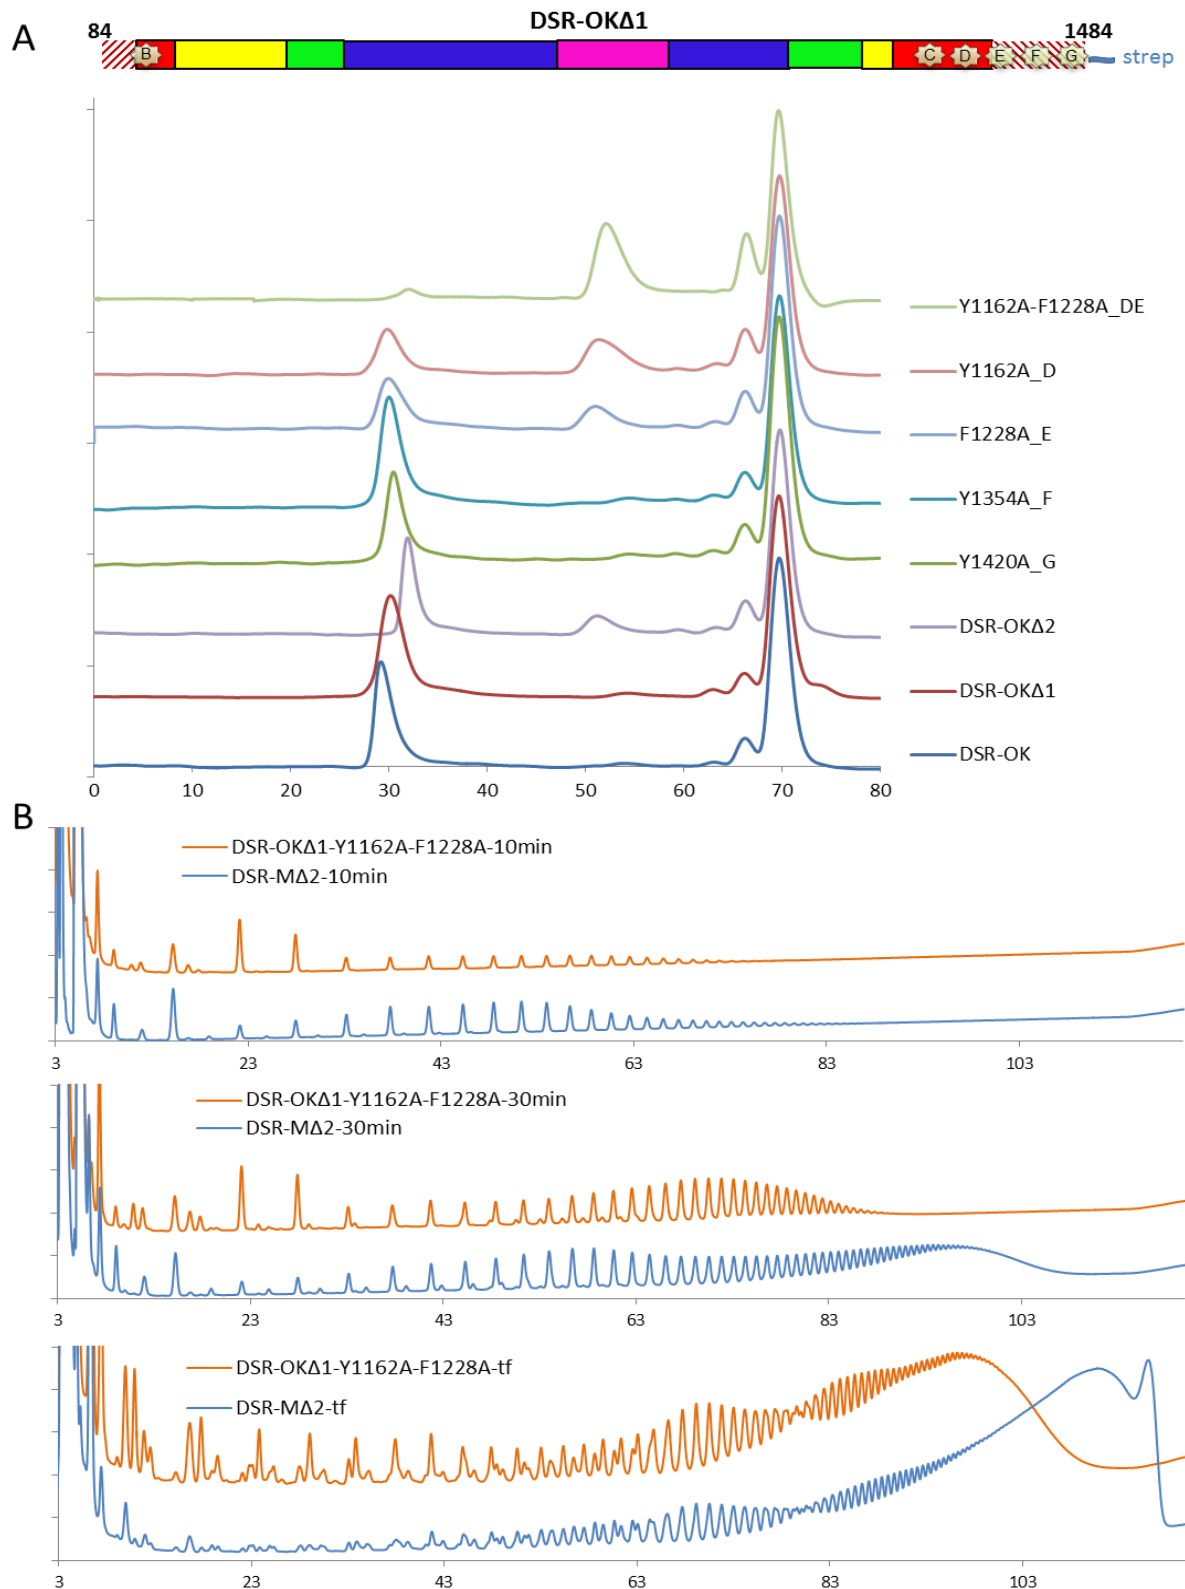 A
DSR-OKΔ1
84
1484
B
C
D
E
F
G
strep
Y1162A-F1228A_DE
Y1162A_D
F1228A_E
Y1354A_F
Y1420A_G
DSR-OKΔ2
DSR-OKΔ1
DSR-OK
0 10 20 30 40 50 60 70 80
B
DSR-OKΔ1-Y1162A-F1228A-10min
DSR-MΔ2-10min
3 23 43 63 83 103
DSR-OKΔ1-Y1162A-F1228A-30min
DSR-MΔ2-30min
3 23 43 63 83 103
DSR-OKΔ1-Y1162A-F1228A-tf
DSR-MΔ2-tf
3 23 43 63 83 103